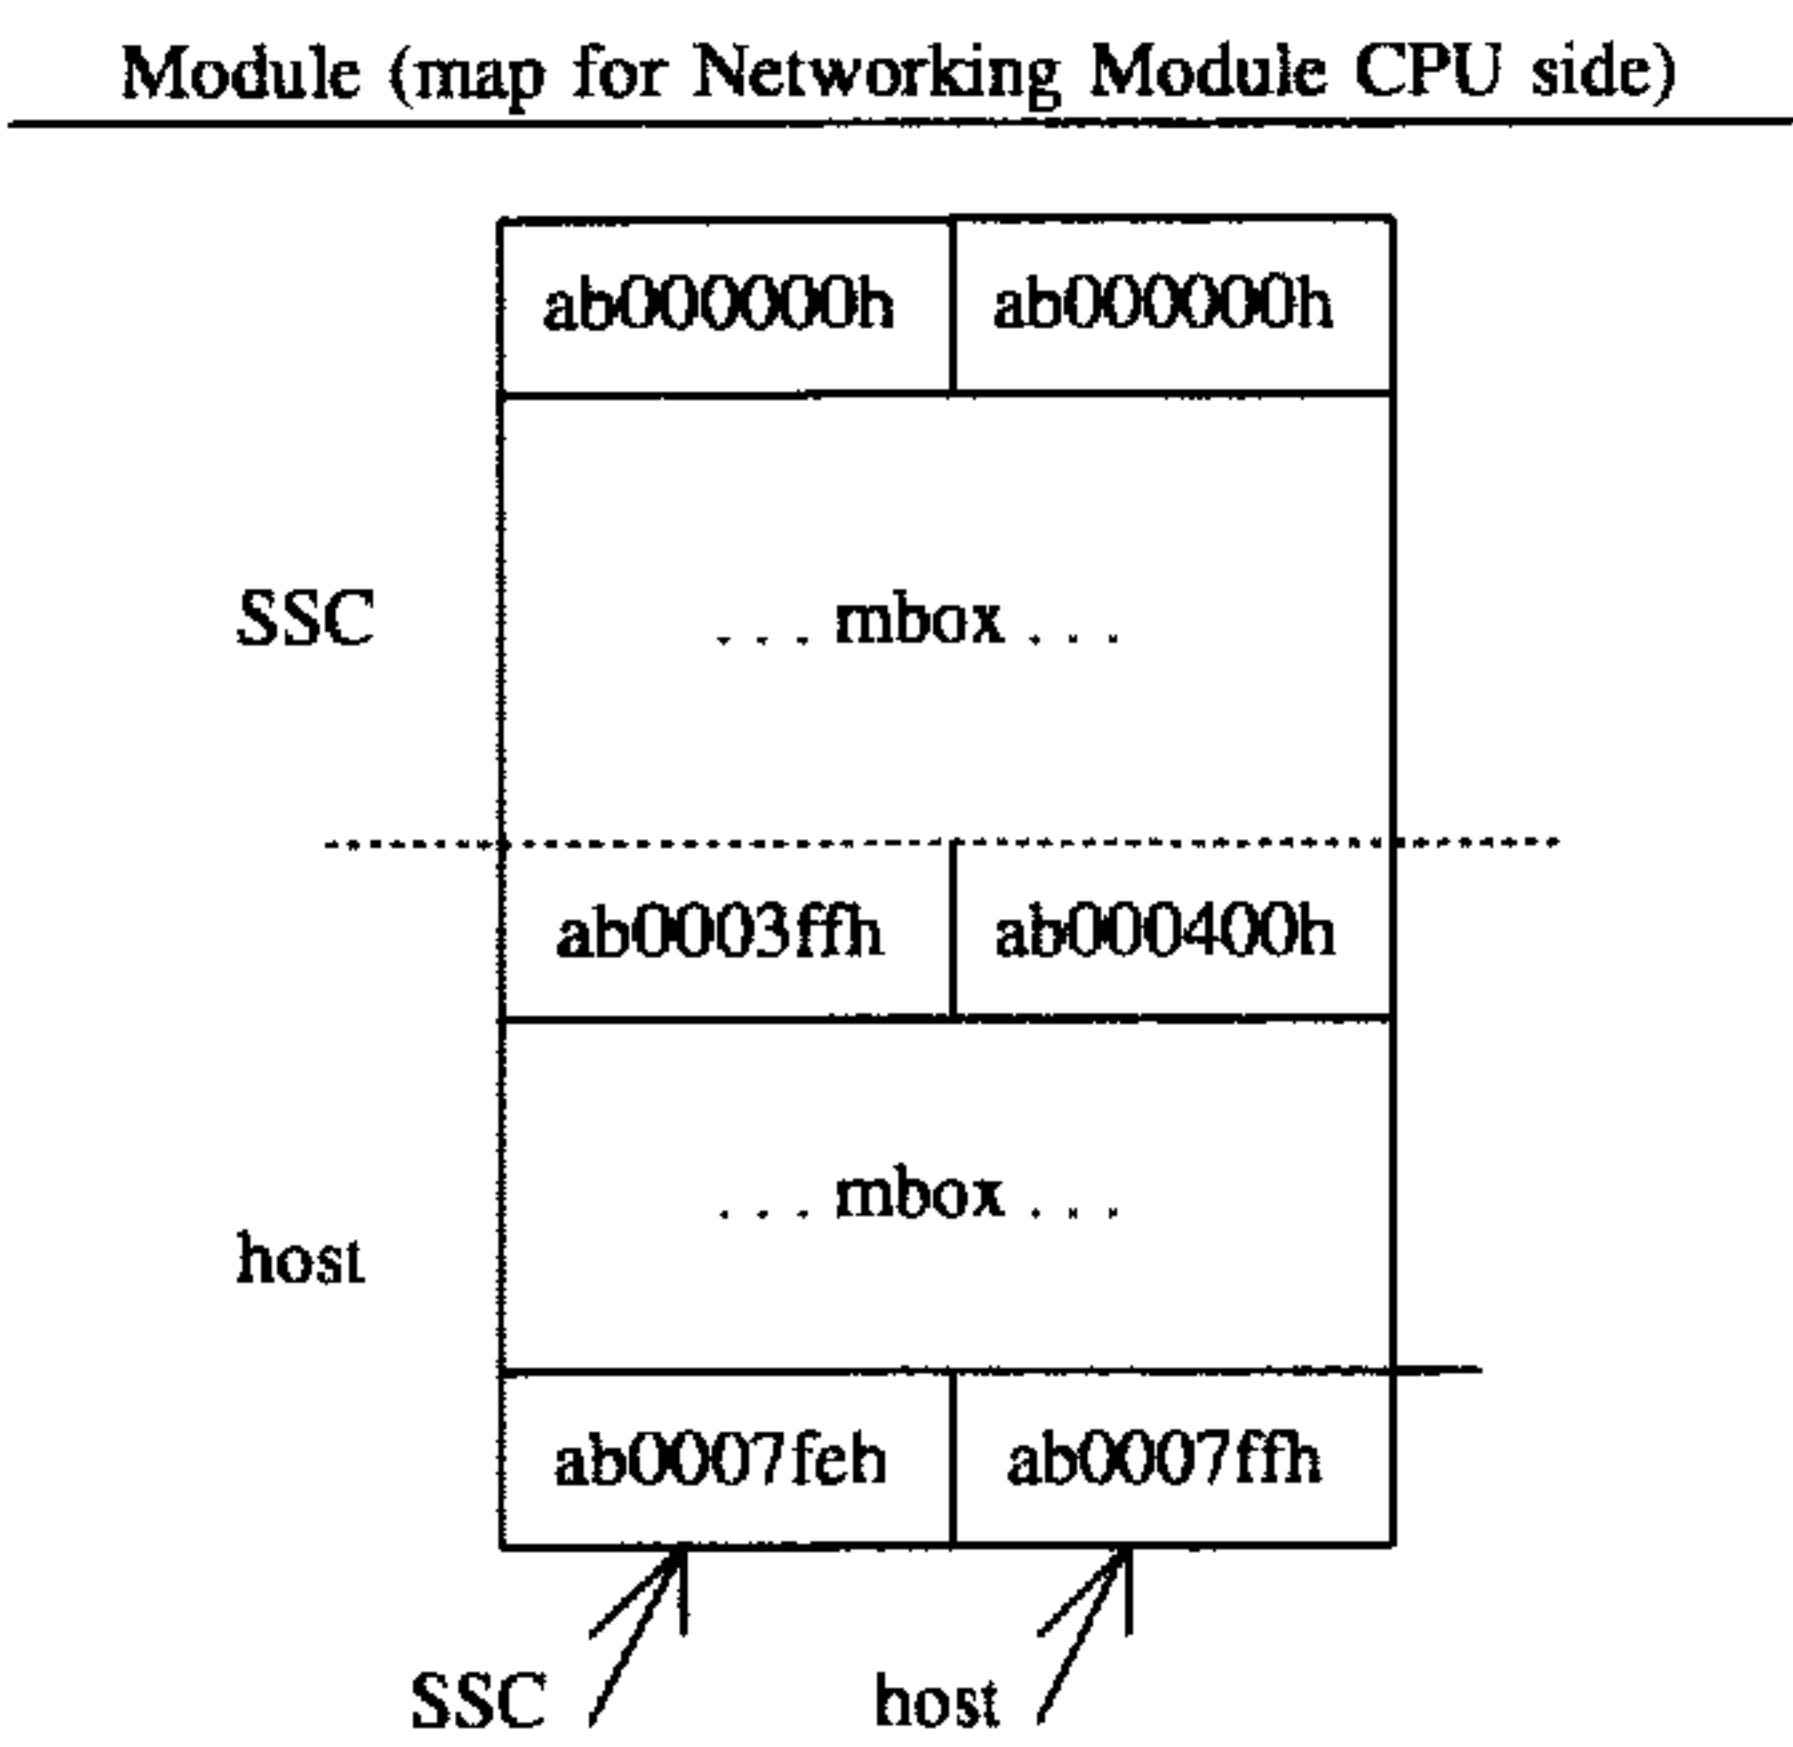 Module (map for Networking Module CPU side)
ab000000h ab000000h
SSC ... mbox ...
ab0003ffh ab000400h
... mbox ...
host
ab0007feh ab0007ffh
SSC host